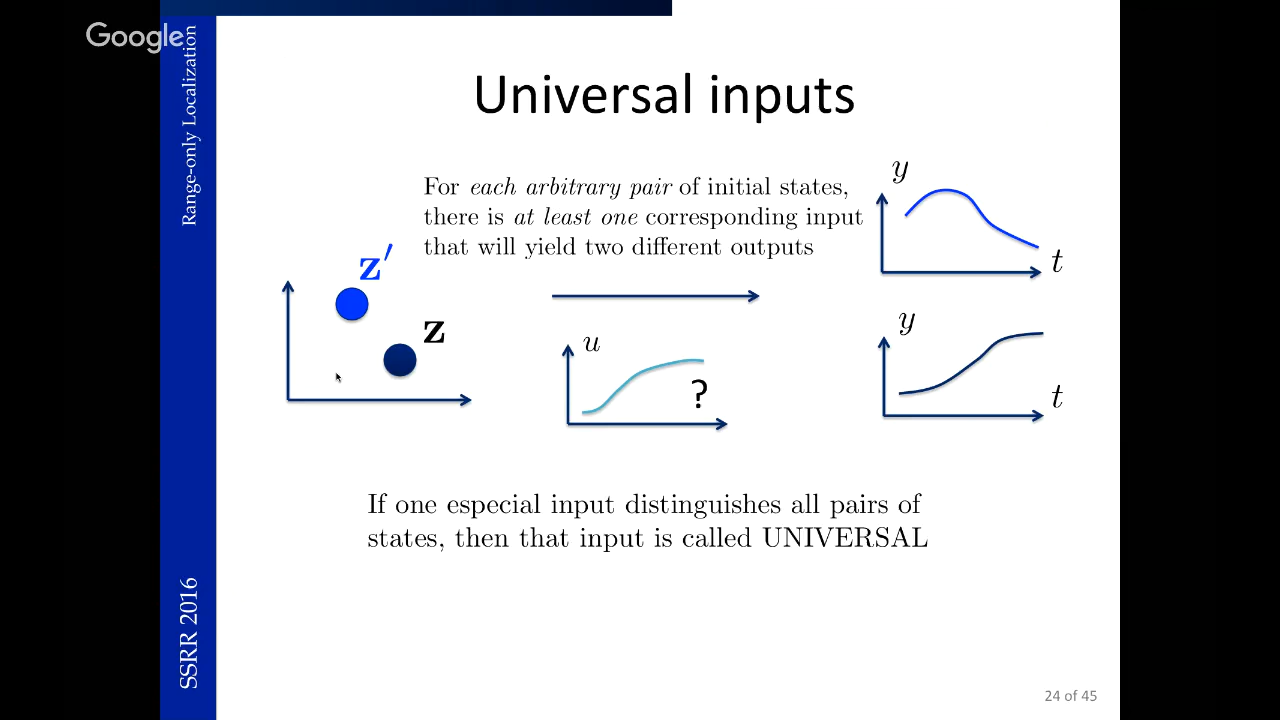 Google
Range-only Localization
SSRR 2016
Universal inputs
For each arbitrary pair of initial states,
there is at least one corresponding input
that will yield two different outputs
z′
z
u
?
y
t
y
t
If one especial input distinguishes all pairs of
states, then that input is called UNIVERSAL
24 of 45